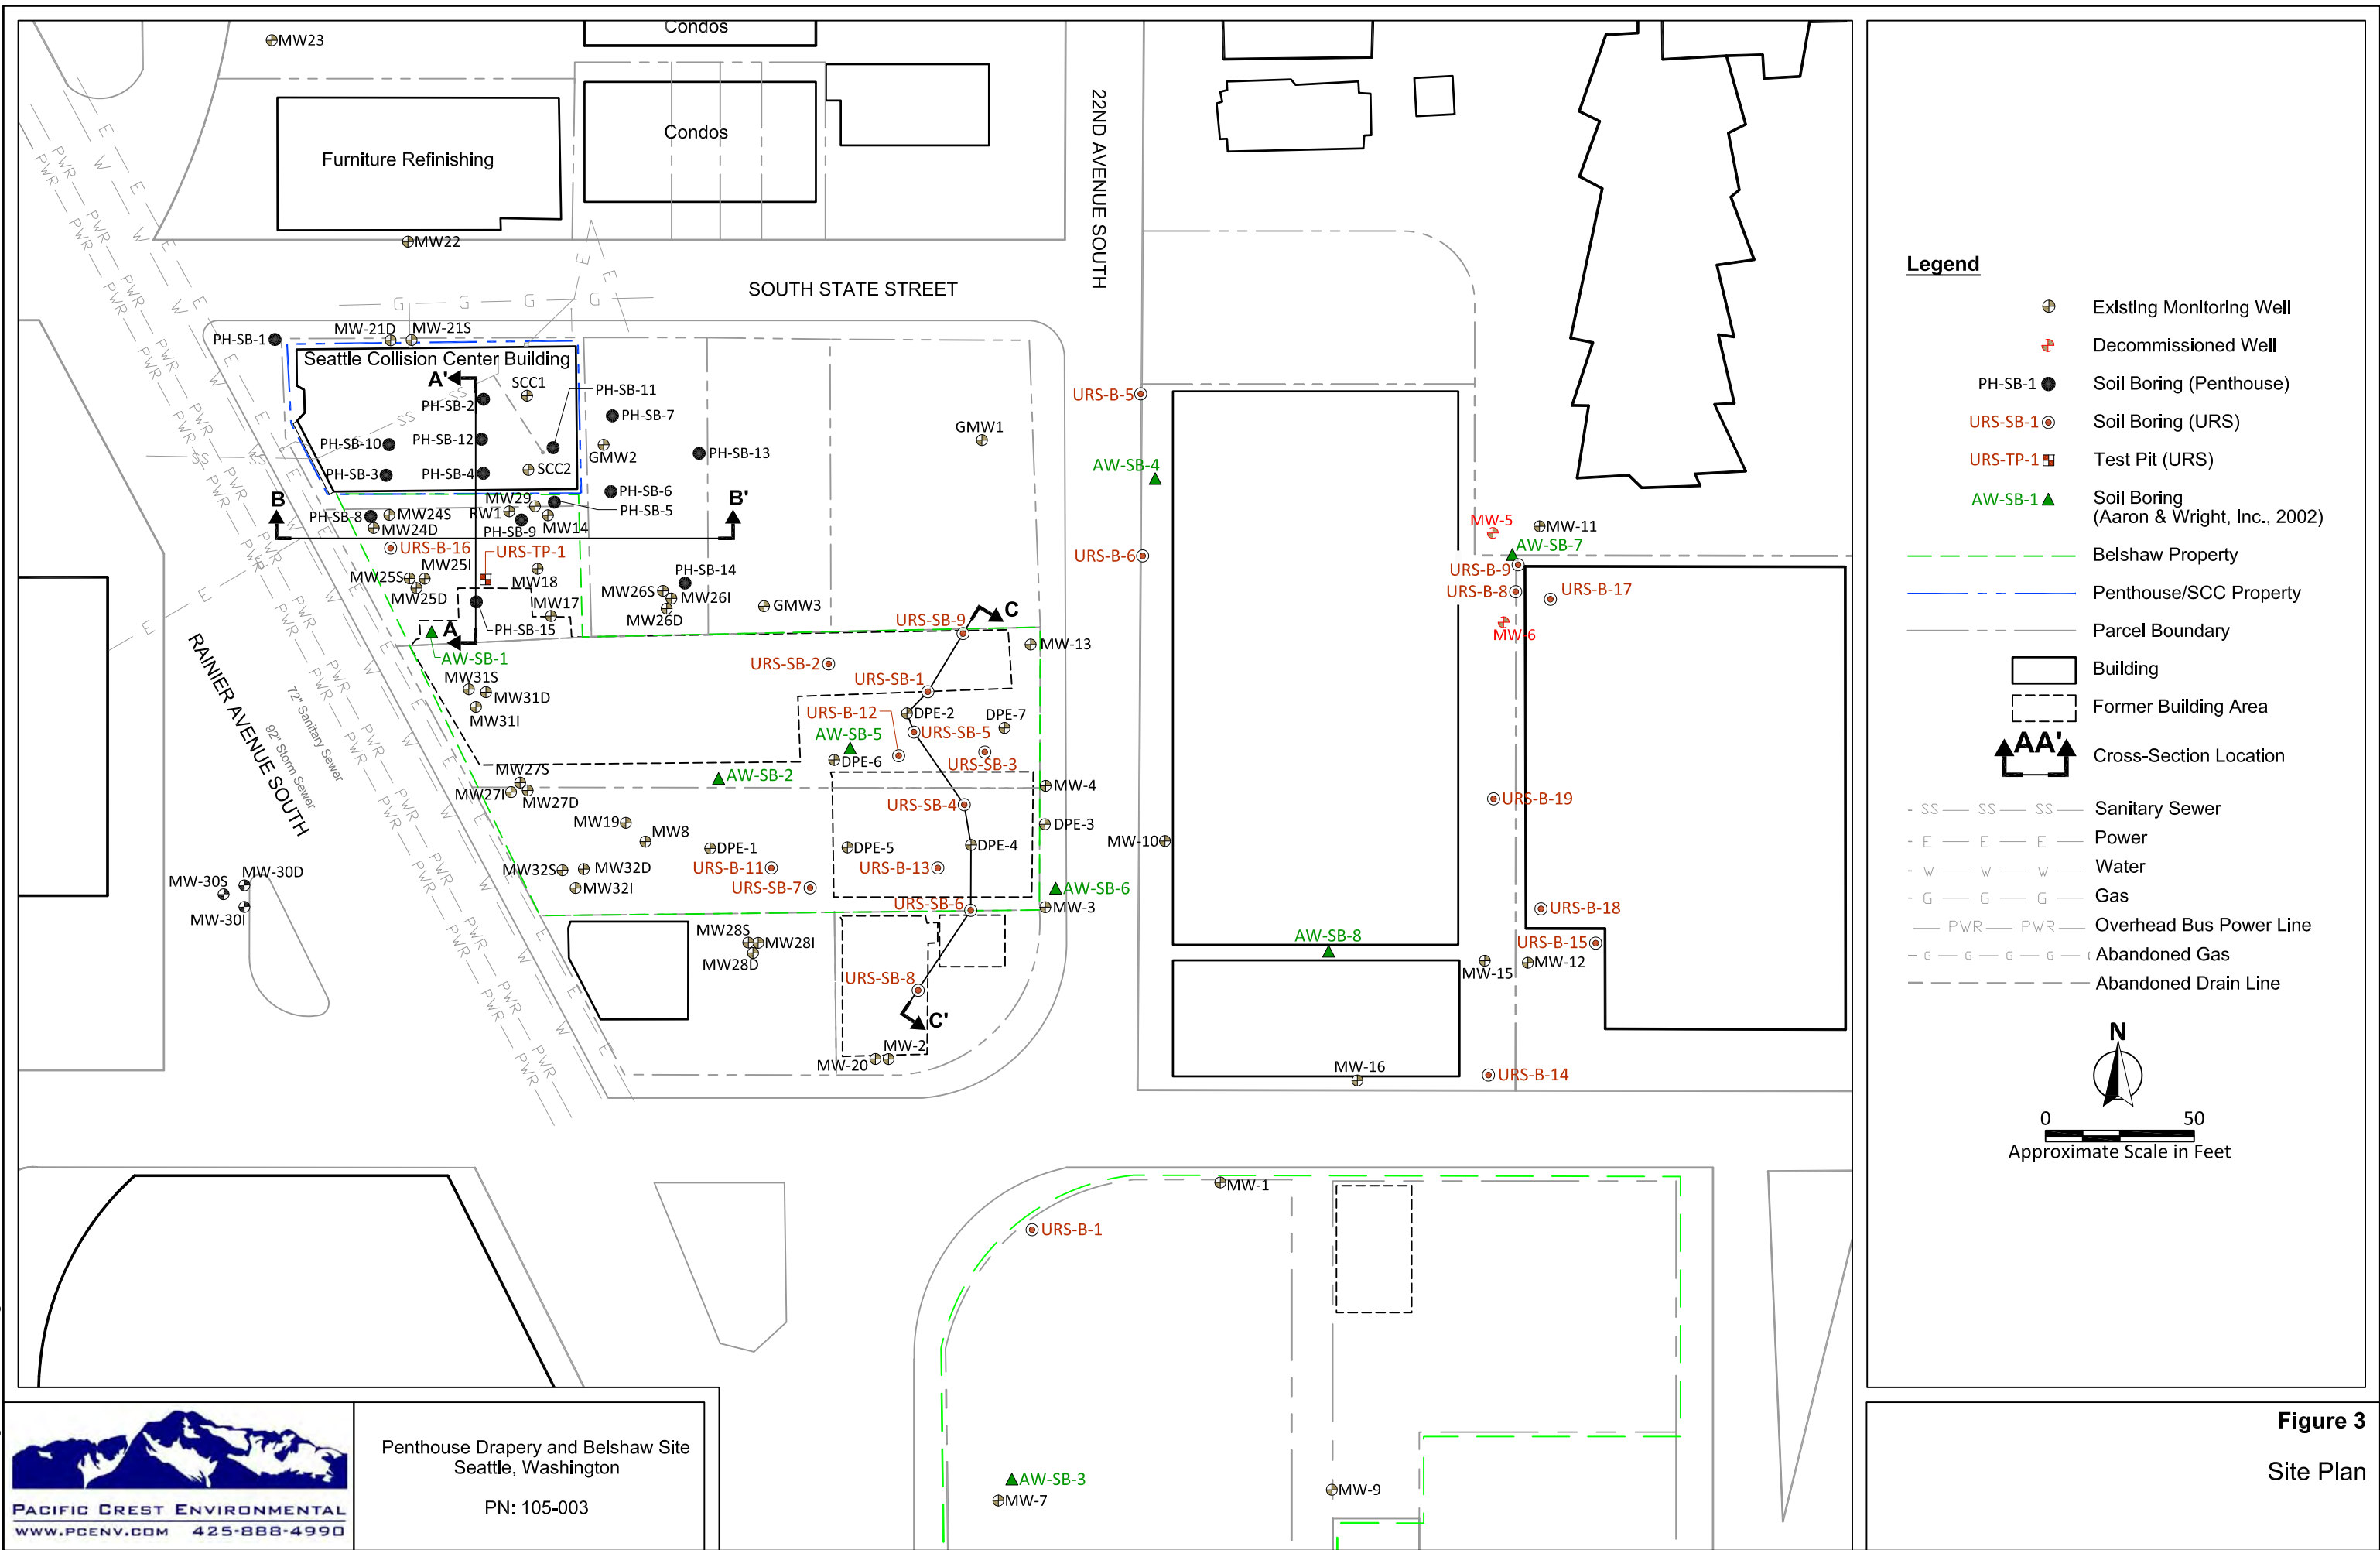 Condos
MW23
Furniture Refinishing
Condos
22ND AVENUE SOUTH
MW22
SOUTH STATE STREET
G G G G
PH-SB-1
MW-21D
MW-21S
Seattle Collision Center Building
A'
SCC1
PH-SB-11
PH-SB-2
PH-SB-7
PH-SB-10
PH-SB-12
GMW2
PH-SB-13
GMW1
PH-SB-3
PH-SB-4
SCC2
PH-SB-6
B
B'
MW29
PH-SB-5
PH-SB-8
MW24S
RW1
MW24D
PH-SB-9
MW14
URS-B-16
URS-TP-1
MW25I
MW25S
MW18
PH-SB-14
MW25D
MW26S
MW26I
MW17
GMW3
MW26D
PH-SB-15
A
AW-SB-1
URS-SB-9
C
MW-13
URS-SB-2
MW31S
URS-SB-1
MW31D
MW31I
URS-B-12
DPE-2
DPE-7
AW-SB-5
URS-SB-5
DPE-6
URS-SB-3
MW27S
AW-SB-2
MW27I
MW27D
MW-4
URS-SB-4
MW19
DPE-3
MW8
DPE-1
DPE-5
DPE-4
MW32S
MW32D
URS-B-11
URS-B-13
MW32I
URS-SB-7
AW-SB-6
URS-SB-6
MW-3
MW-30S
MW-30D
MW-30I
MW28S
MW28I
MW28D
URS-SB-8
C'
MW-2
MW-20
RAINIER AVENUE SOUTH
72" Sanitary Sewer
92" Storm Sewer
URS-B-5
AW-SB-4
URS-B-6
MW-5
MW-11
AW-SB-7
URS-B-9
URS-B-8
URS-B-17
MW-6
URS-B-19
MW-10
URS-B-18
AW-SB-8
URS-B-15
MW-15
MW-12
MW-16
URS-B-14
MW-1
URS-B-1
AW-SB-3
MW-7
MW-9
Legend
Existing Monitoring Well
Decommissioned Well
PH-SB-1 Soil Boring (Penthouse)
URS-SB-1 Soil Boring (URS)
URS-TP-1 Test Pit (URS)
AW-SB-1 Soil Boring
(Aaron & Wright, Inc., 2002)
Belshaw Property
Penthouse/SCC Property
Parcel Boundary
Building
Former Building Area
AA' Cross-Section Location
SS SS SS Sanitary Sewer
E E E Power
W W W Water
G G G Gas
PWR PWR Overhead Bus Power Line
G G G G Abandoned Gas
Abandoned Drain Line
N
0 50
Approximate Scale in Feet
PACIFIC CREST ENVIRONMENTAL
WWW.PCENV.COM 425-888-4990
Penthouse Drapery and Belshaw Site
Seattle, Washington
PN: 105-003
Figure 3
Site Plan